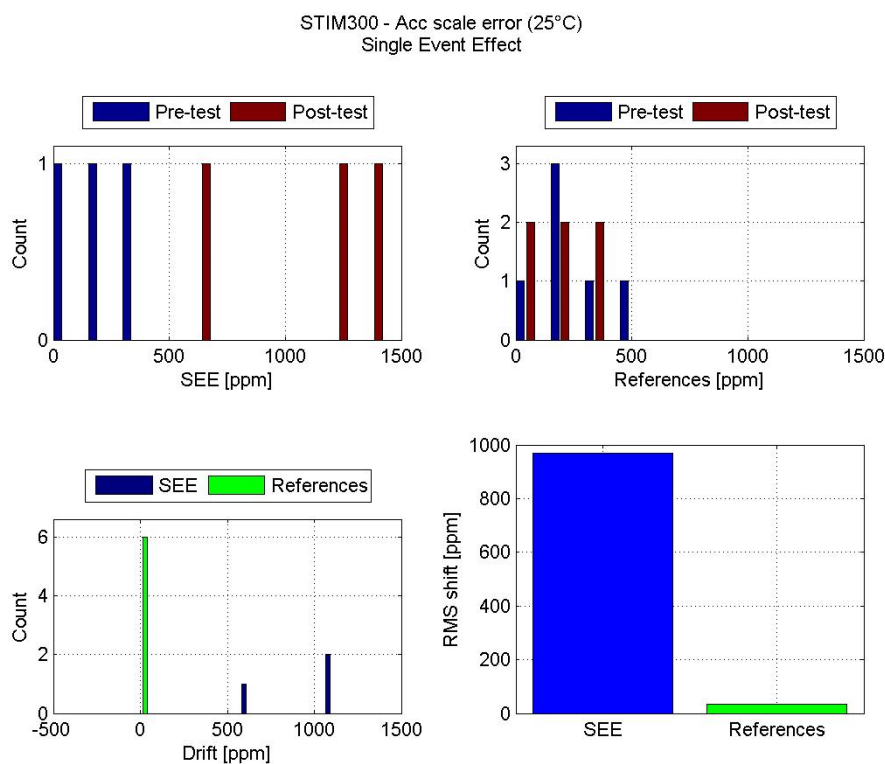 STIM300 - Acc scale error (25°C)
Single Event Effect
Pre-test Post-test
1
0
Count
0 500 1000 1500
SEE [ppm]
Pre-test Post-test
3
2
1
0
Count
0 500 1000 1500
References [ppm]
SEE References
6
4
2
0
Count
-500 0 500 1000 1500
Drift [ppm]
1000
800
600
400
200
0
RMS shift [ppm]
SEE References